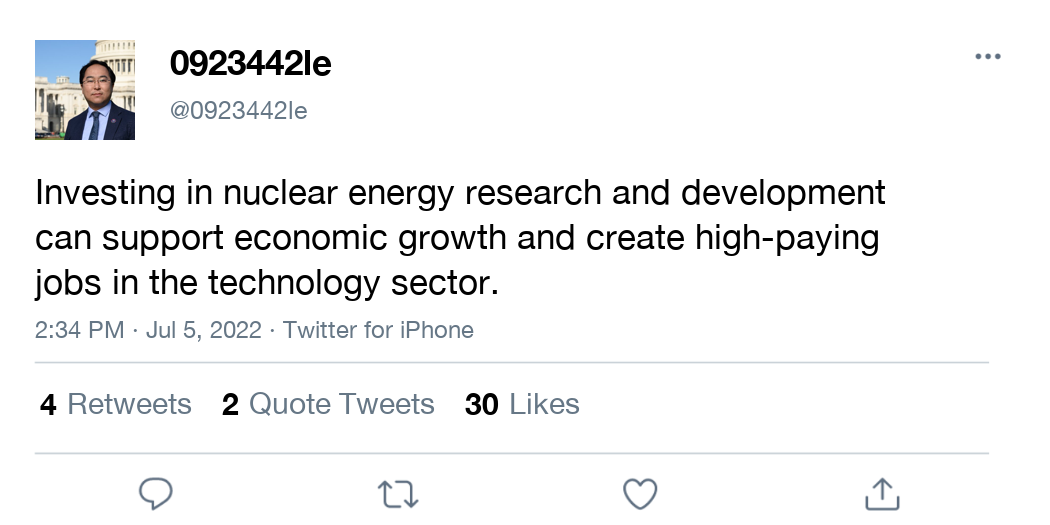 0923442le
@0923442le
Investing in nuclear energy research and development
can support economic growth and create high-paying
jobs in the technology sector.
2:34 PM · Jul 5, 2022 · Twitter for iPhone
4 Retweets 2 Quote Tweets 30 Likes